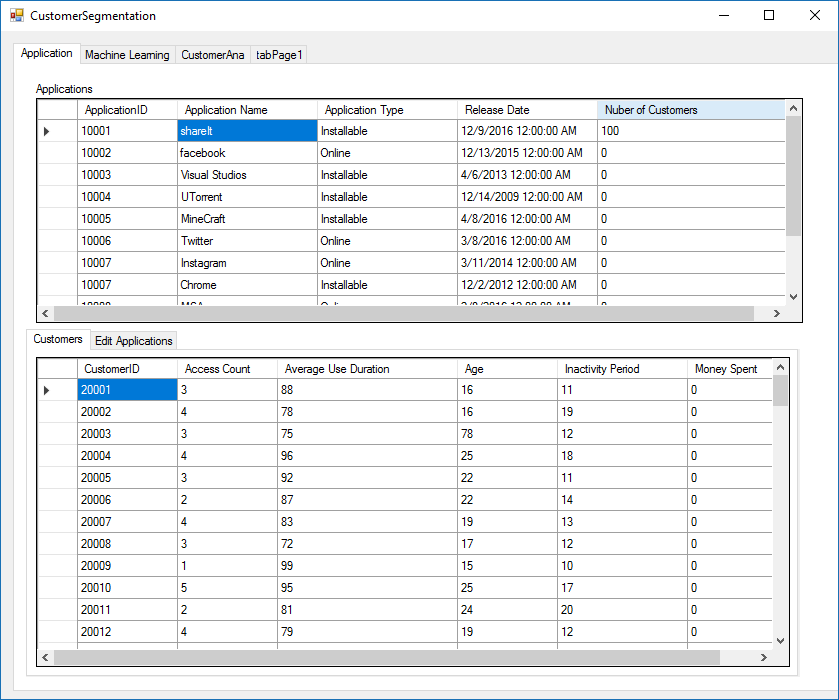 CustomerSegmentation
Application Machine Learning CustomerAna tabPage1
Applications
ApplicationID Application Name Application Type Release Date Nuber of Customers
10001 shareIt Installable 12/9/2016 12:00:00 AM 100
10002 facebook Online 12/13/2015 12:00:00 AM 0
10003 Visual Studios Installable 4/6/2013 12:00:00 AM 0
10004 UTorrent Installable 12/14/2009 12:00:00 AM 0
10005 MineCraft Installable 4/8/2016 12:00:00 AM 0
10006 Twitter Online 3/8/2016 12:00:00 AM 0
10007 Instagram Online 3/11/2014 12:00:00 AM 0
10007 Chrome Installable 12/2/2012 12:00:00 AM 0
Customers Edit Applications
CustomerID Access Count Average Use Duration Age Inactivity Period Money Spent
20001 3 88 16 11 0
20002 4 78 16 19 0
20003 3 75 78 12 0
20004 4 96 25 18 0
20005 3 92 22 11 0
20006 2 87 22 14 0
20007 4 83 19 13 0
20008 3 72 17 12 0
20009 1 99 15 10 0
20010 5 95 25 17 0
20011 2 81 24 20 0
20012 4 79 19 12 0